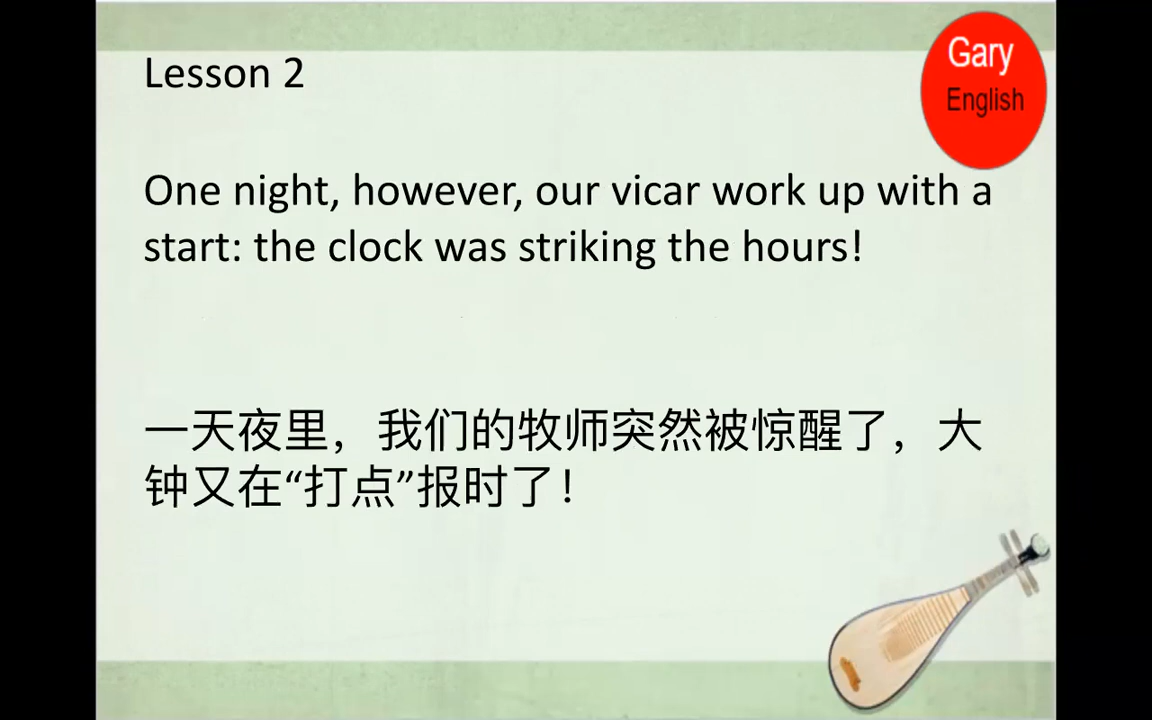 Lesson 2
Gary
English
One night, however, our vicar work up with a
start: the clock was striking the hours!
一天夜里，我们的牧师突然被惊醒了，大
钟又在“打点”报时了！